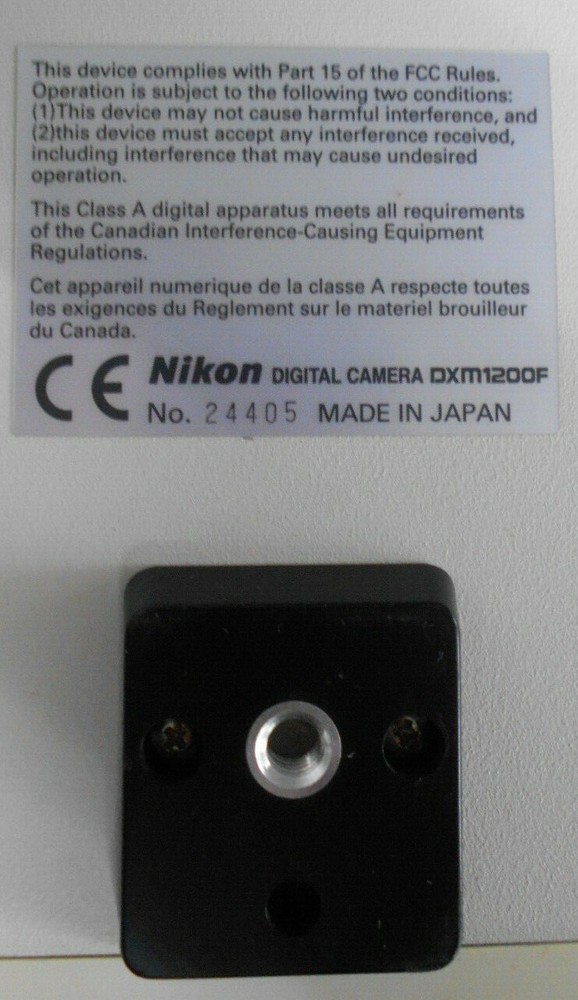 This device complies with Part 15 of the FCC Rules.
Operation is subject to the following two conditions:
(1)This device may not cause harmful interference, and
(2)this device must accept any interference received,
including interference that may cause undesired
operation.
This Class A digital apparatus meets all requirements
of the Canadian Interference-Causing Equipment
Regulations.
Cet appareil numerique de la classe A respecte toutes
les exigences du Reglement sur le materiel brouilleur
du Canada.
CE Nikon DIGITAL CAMERA DXM1200F
No. 24405 MADE IN JAPAN